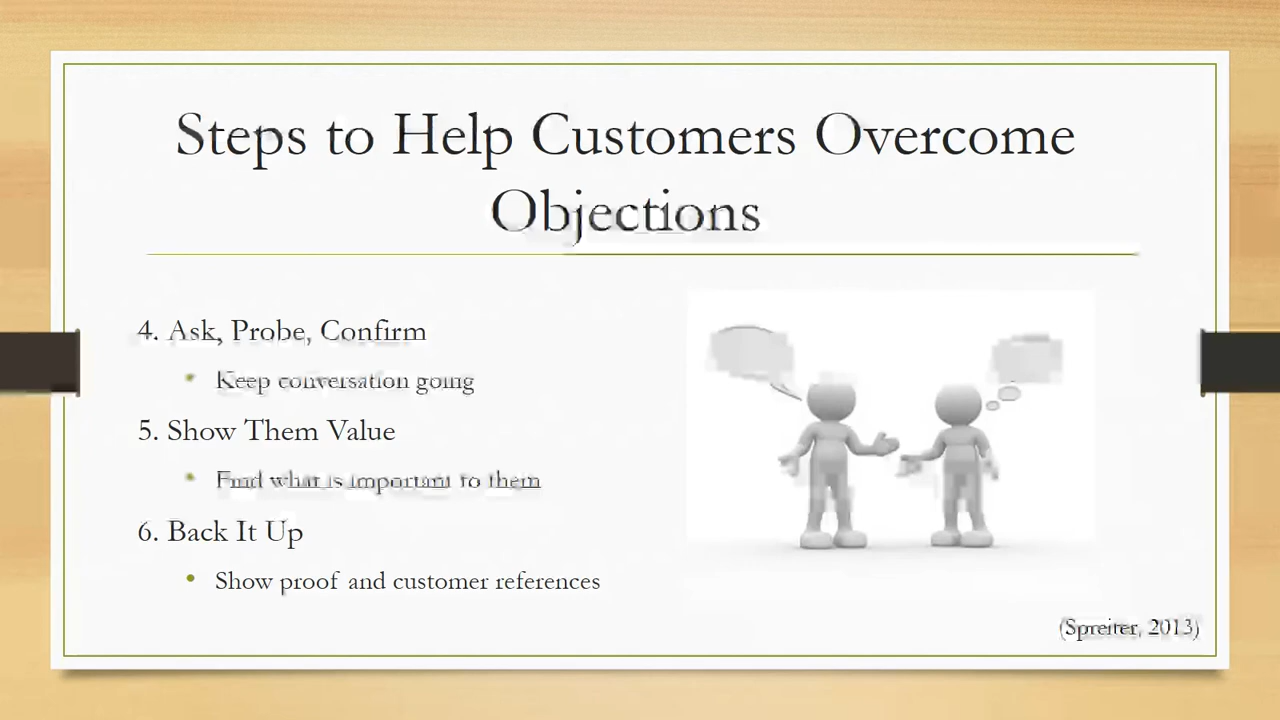 Steps to Help Customers Overcome
Objections
4. Ask, Probe, Confirm
• Keep conversation going
5. Show Them Value
• Find what is important to them
6. Back It Up
• Show proof and customer references
(Spreiter, 2013)